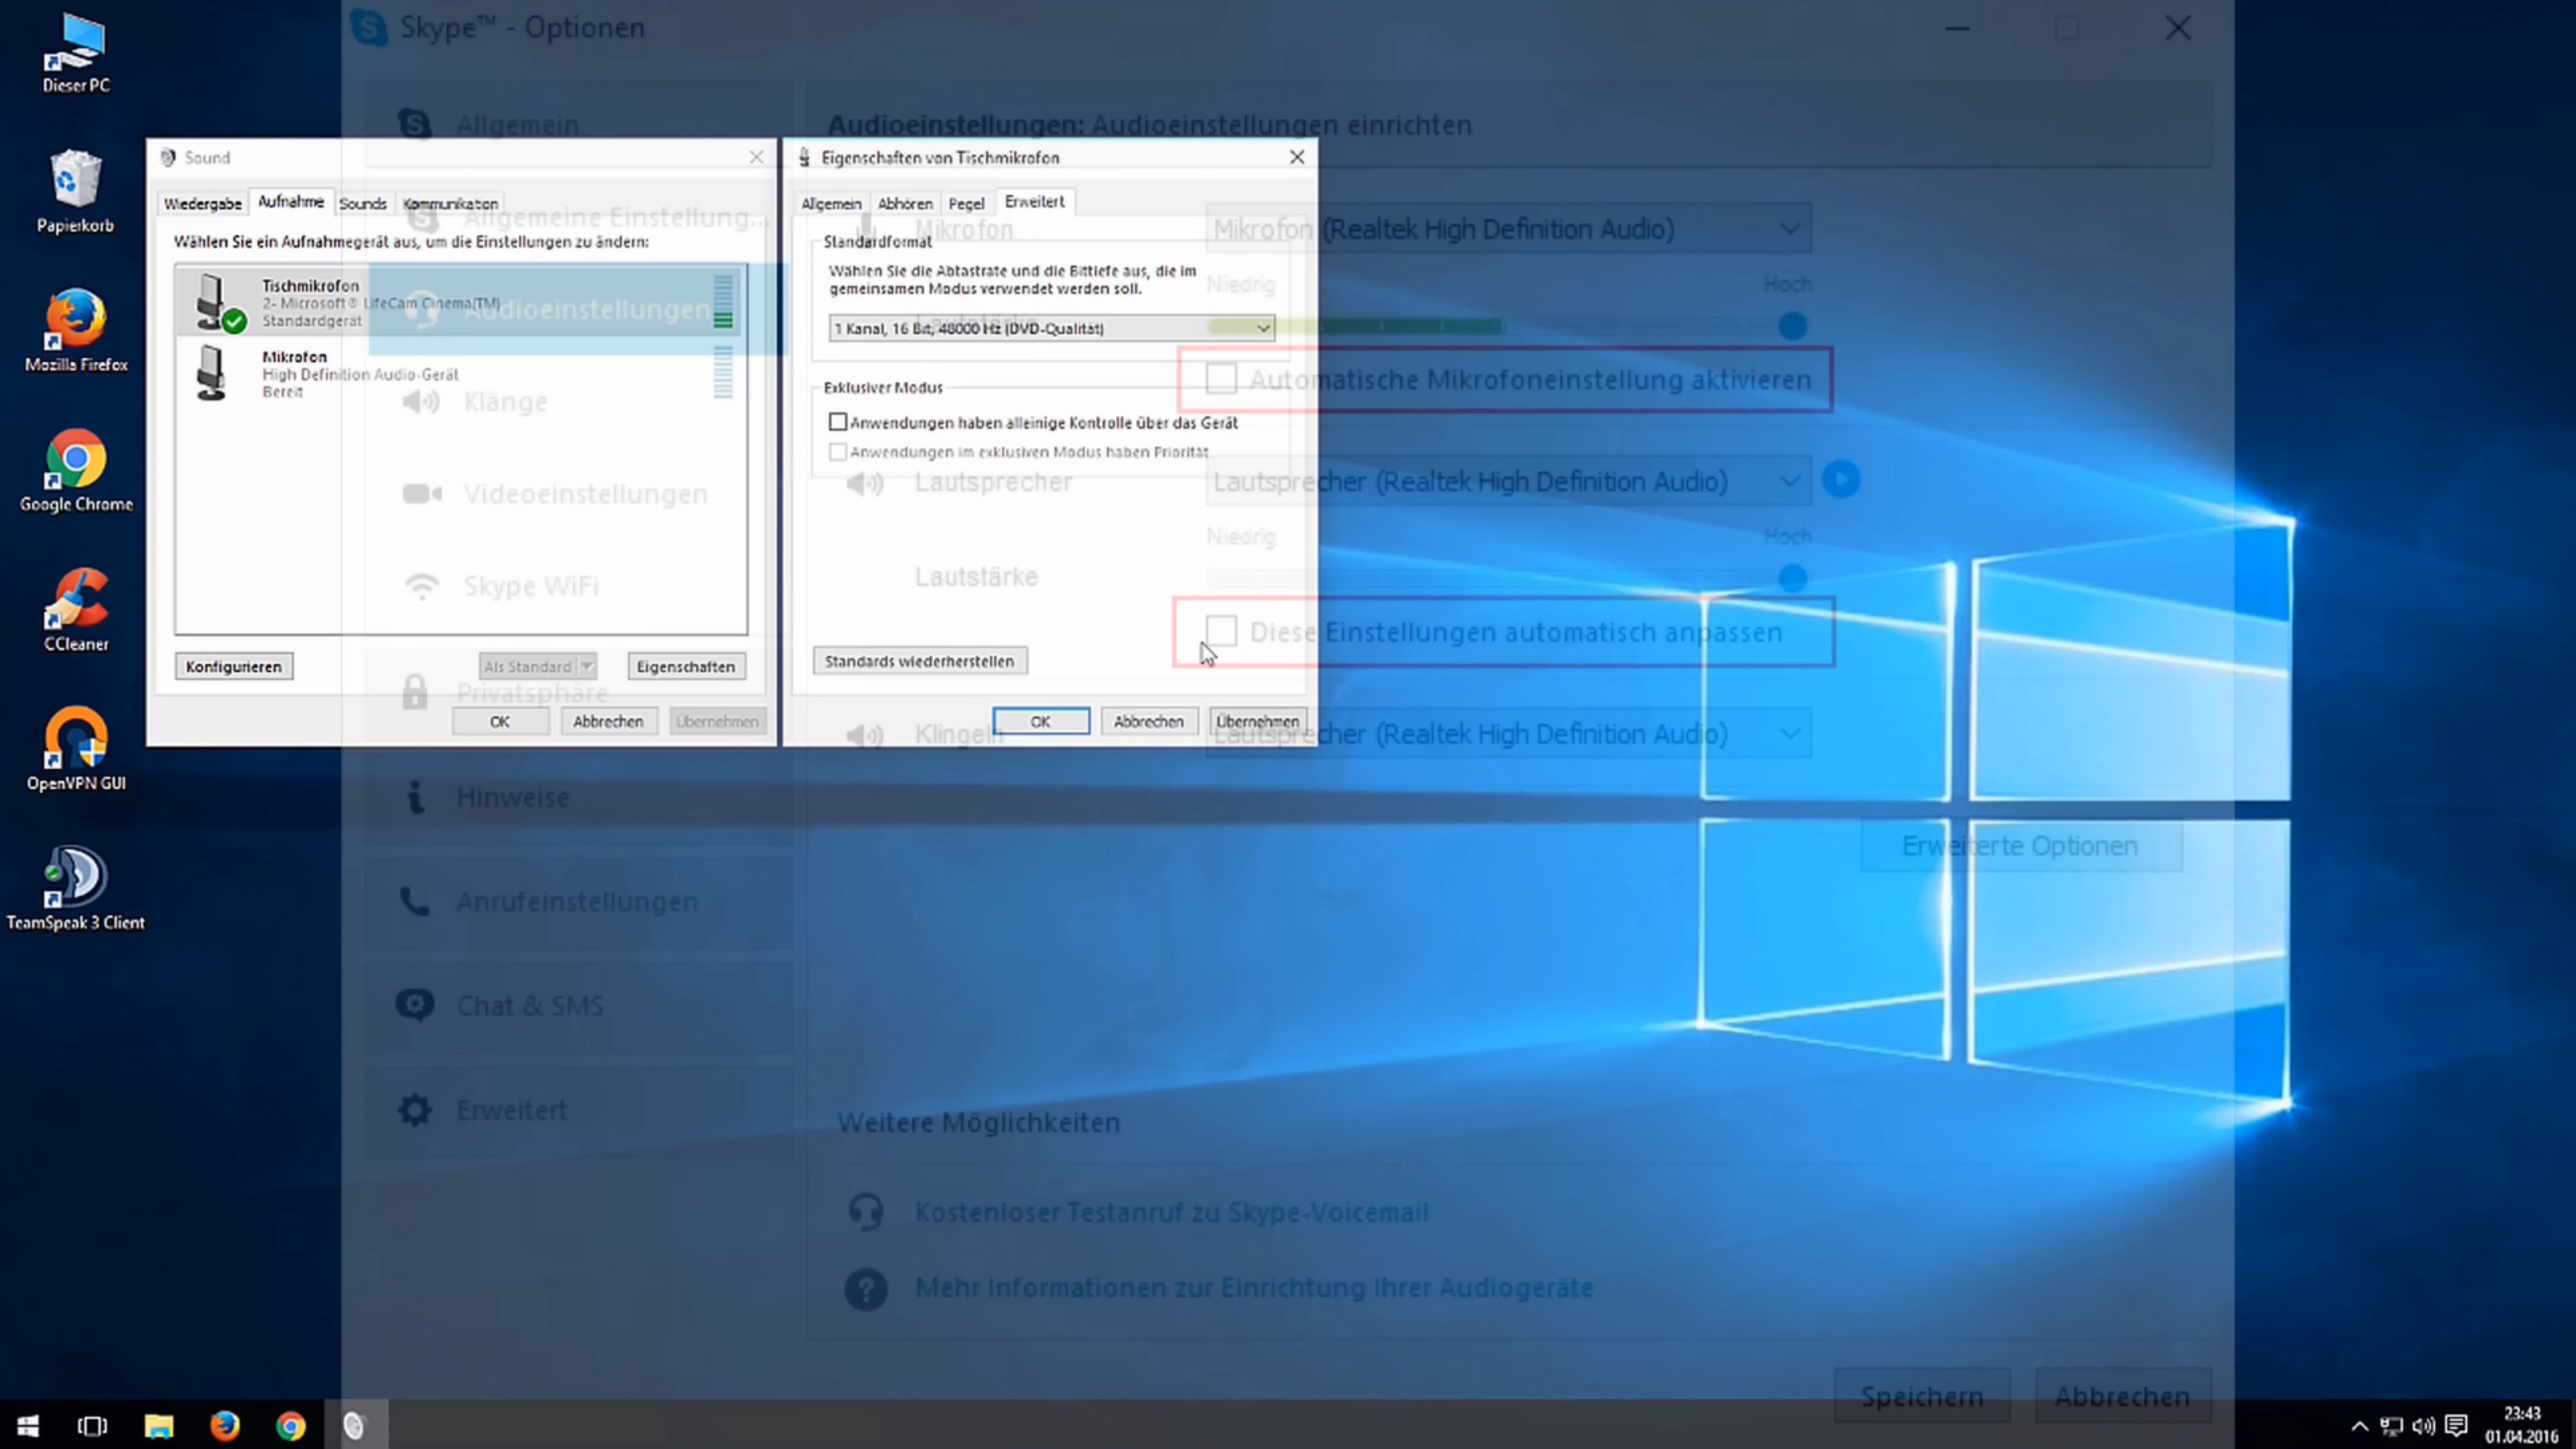 Dieser PC
Papierkorb
Mozilla Firefox
Google Chrome
CCleaner
OpenVPN GUI
TeamSpeak 3 Client
Skype™ - Optionen
Allgemein
Allgemeine Einstellung...
Audioeinstellungen
Klänge
Videoeinstellungen
Skype WiFi
Privatsphäre
Hinweise
Anrufeinstellungen
Chat & SMS
Erweitert
Audioeinstellungen: Audioeinstellungen einrichten
Mikrofon
Mikrofon (Realtek High Definition Audio)
Niedrig
Hoch
Lautstärke
Automatische Mikrofoneinstellung aktivieren
Lautsprecher
Lautsprecher (Realtek High Definition Audio)
Niedrig
Hoch
Lautstärke
Diese Einstellungen automatisch anpassen
Klingeln
Lautsprecher (Realtek High Definition Audio)
Erweiterte Optionen
Weitere Möglichkeiten
Kostenloser Testanruf zu Skype-Voicemail
Mehr Informationen zur Einrichtung Ihrer Audiogeräte
Speichern
Abbrechen
Sound
Wiedergabe
Aufnahme
Sounds
Kommunikation
Wählen Sie ein Aufnahmegerät aus, um die Einstellungen zu ändern:
Tischmikrofon
2- Microsoft® LifeCam Cinema(TM)
Standardgerät
Mikrofon
High Definition Audio-Gerät
Bereit
Konfigurieren
Als Standard
Eigenschaften
OK
Abbrechen
Übernehmen
Eigenschaften von Tischmikrofon
Allgemein
Abhören
Pegel
Erweitert
Standardformat
Wählen Sie die Abtastrate und die Bittiefe aus, die im
gemeinsamen Modus verwendet werden soll.
1 Kanal, 16 Bit, 48000 Hz (DVD-Qualität)
Exklusiver Modus
Anwendungen haben alleinige Kontrolle über das Gerät
Anwendungen im exklusiven Modus haben Priorität
Standards wiederherstellen
OK
Abbrechen
Übernehmen
23:43
01.04.2016